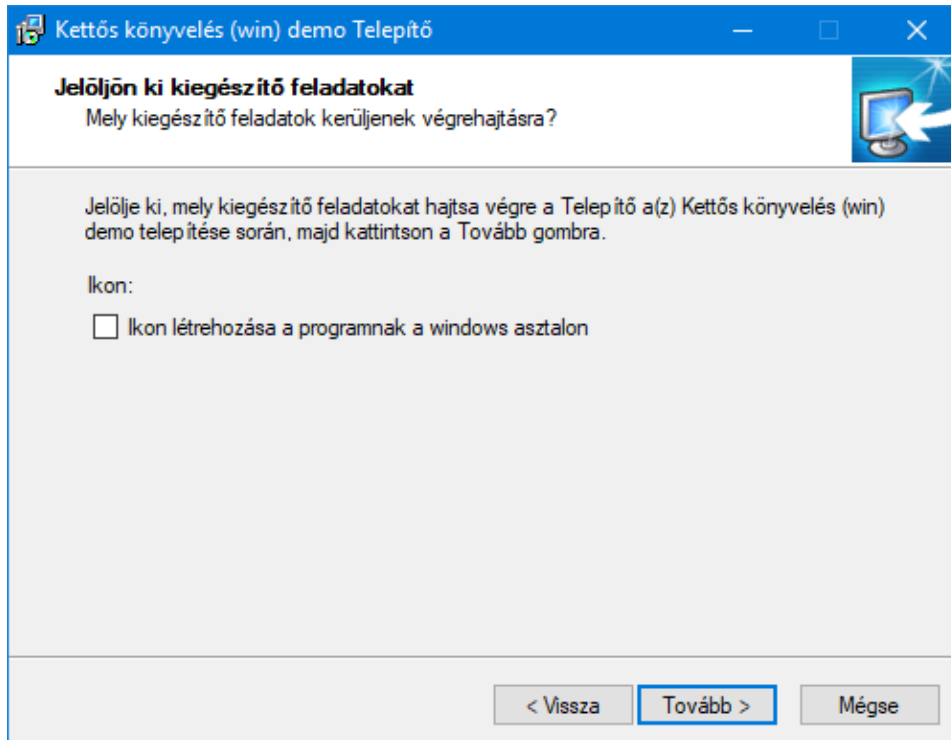 Kettős könyvelés (win) demo Telepítő
Jelöljön ki kiegészítő feladatokat
Mely kiegészítő feladatok kerüljenek végrehajtásra?
Jelölje ki, mely kiegészítő feladatokat hajtsa végre a Telepítő a(z) Kettős könyvelés (win)
demo telepítése során, majd kattintson a Tovább gombra.
Ikon:
Ikon létrehozása a programnak a windows asztalon
< Vissza
Tovább >
Mégse